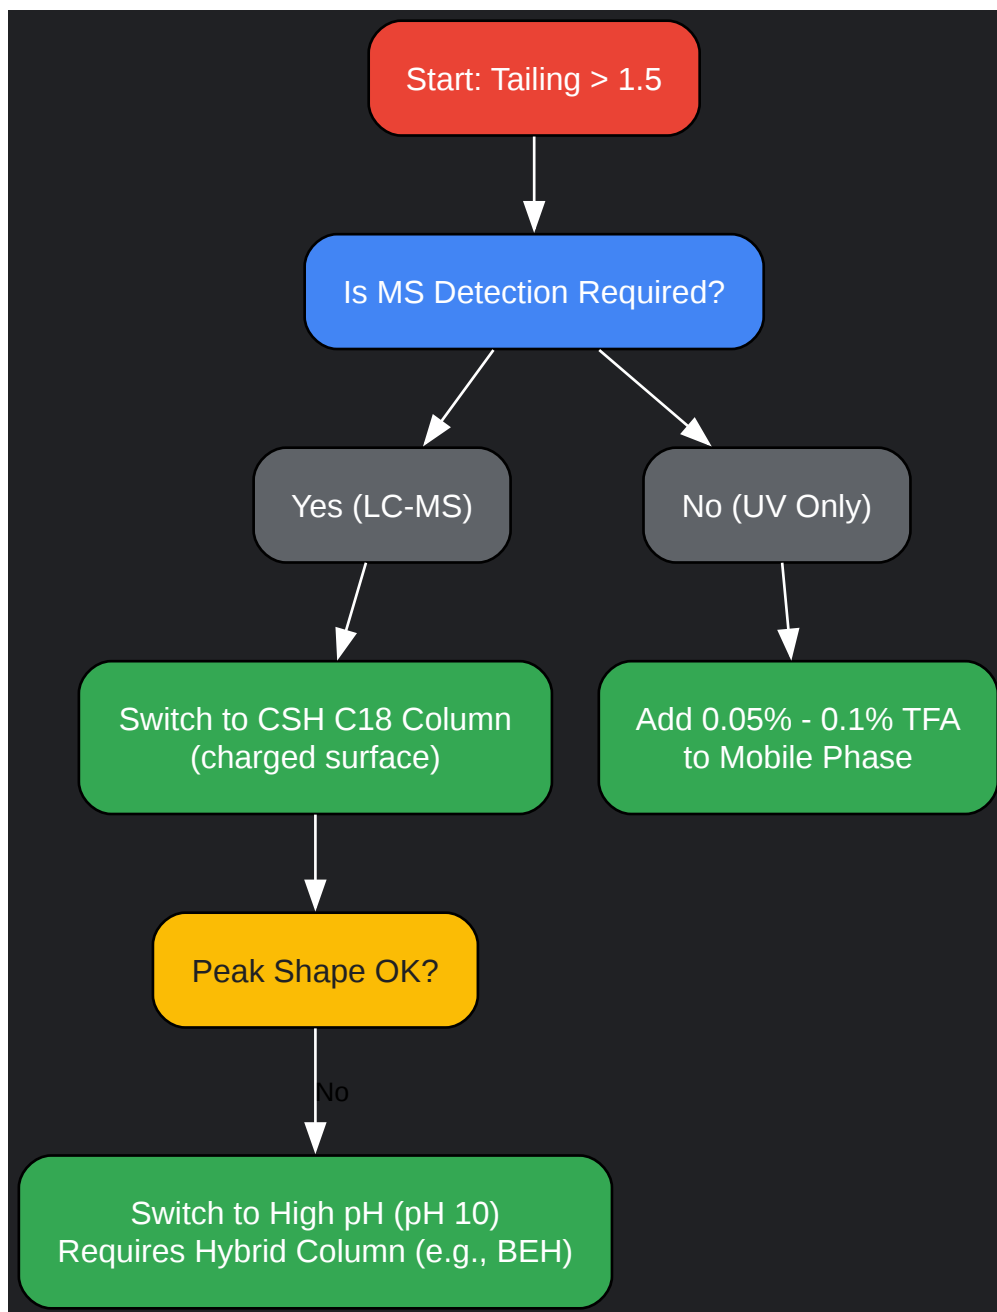 Start: Tailing > 1.5
Is MS Detection Required?
Yes (LC-MS)
No (UV Only)
Switch to CSH C18 Column
(charged surface)
Add 0.05% - 0.1% TFA
to Mobile Phase
Peak Shape OK?
No
Switch to High pH (pH 10)
Requires Hybrid Column (e.g., BEH)